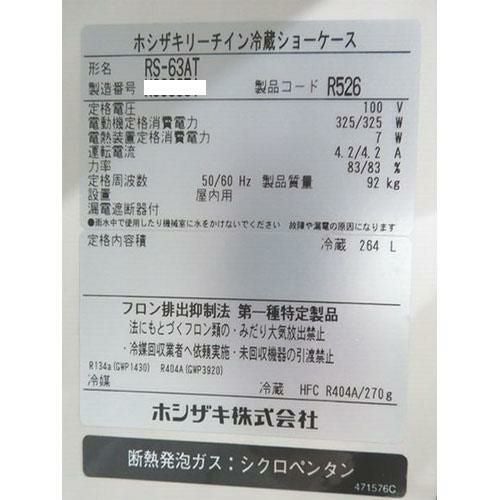 ホシザキリーチイン冷蔵ショーケース
形名 RS-63AT
製造番号 製品コード R526
定格電圧 100 V
電動機定格消費電力 325/325 W
電熱装置定格消費電力 7 W
運転電流 4.2/4.2 A
力率 83/83 %
定格周波数 50/60 Hz 製品質量 92 kg
設置 屋内用
漏電遮断器付
●雨水中で使用したり機械室に水をかけないでください 故障や漏電の原因になります
定格内容積 冷蔵 264 L
フロン排出抑制法 第一種特定製品
法にもとづくフロン類の・みだり大気放出禁止
・冷媒回収業者へ依頼実施・未回収機器の引渡禁止
R134a(GWP1430) R404A(GWP3920)
冷媒 冷蔵 HFC R404A/270g
ホシザキ株式会社
断熱発泡ガス：シクロペンタン
471576C